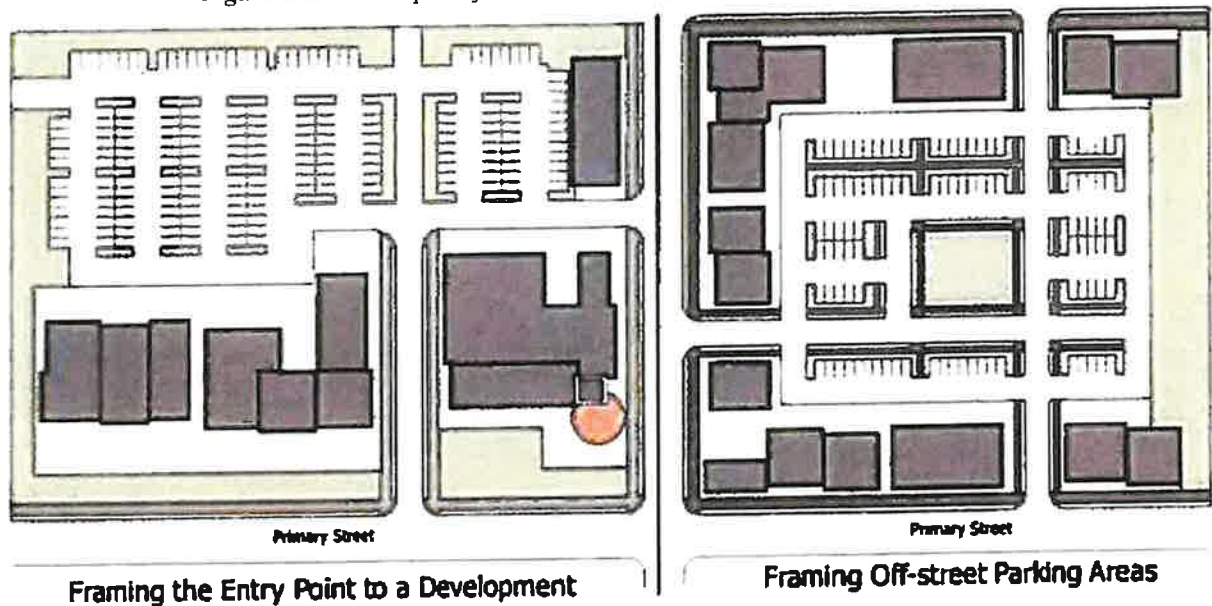 Primary Street
Framing the Entry Point to a Development
Primary Street
Framing Off-street Parking Areas